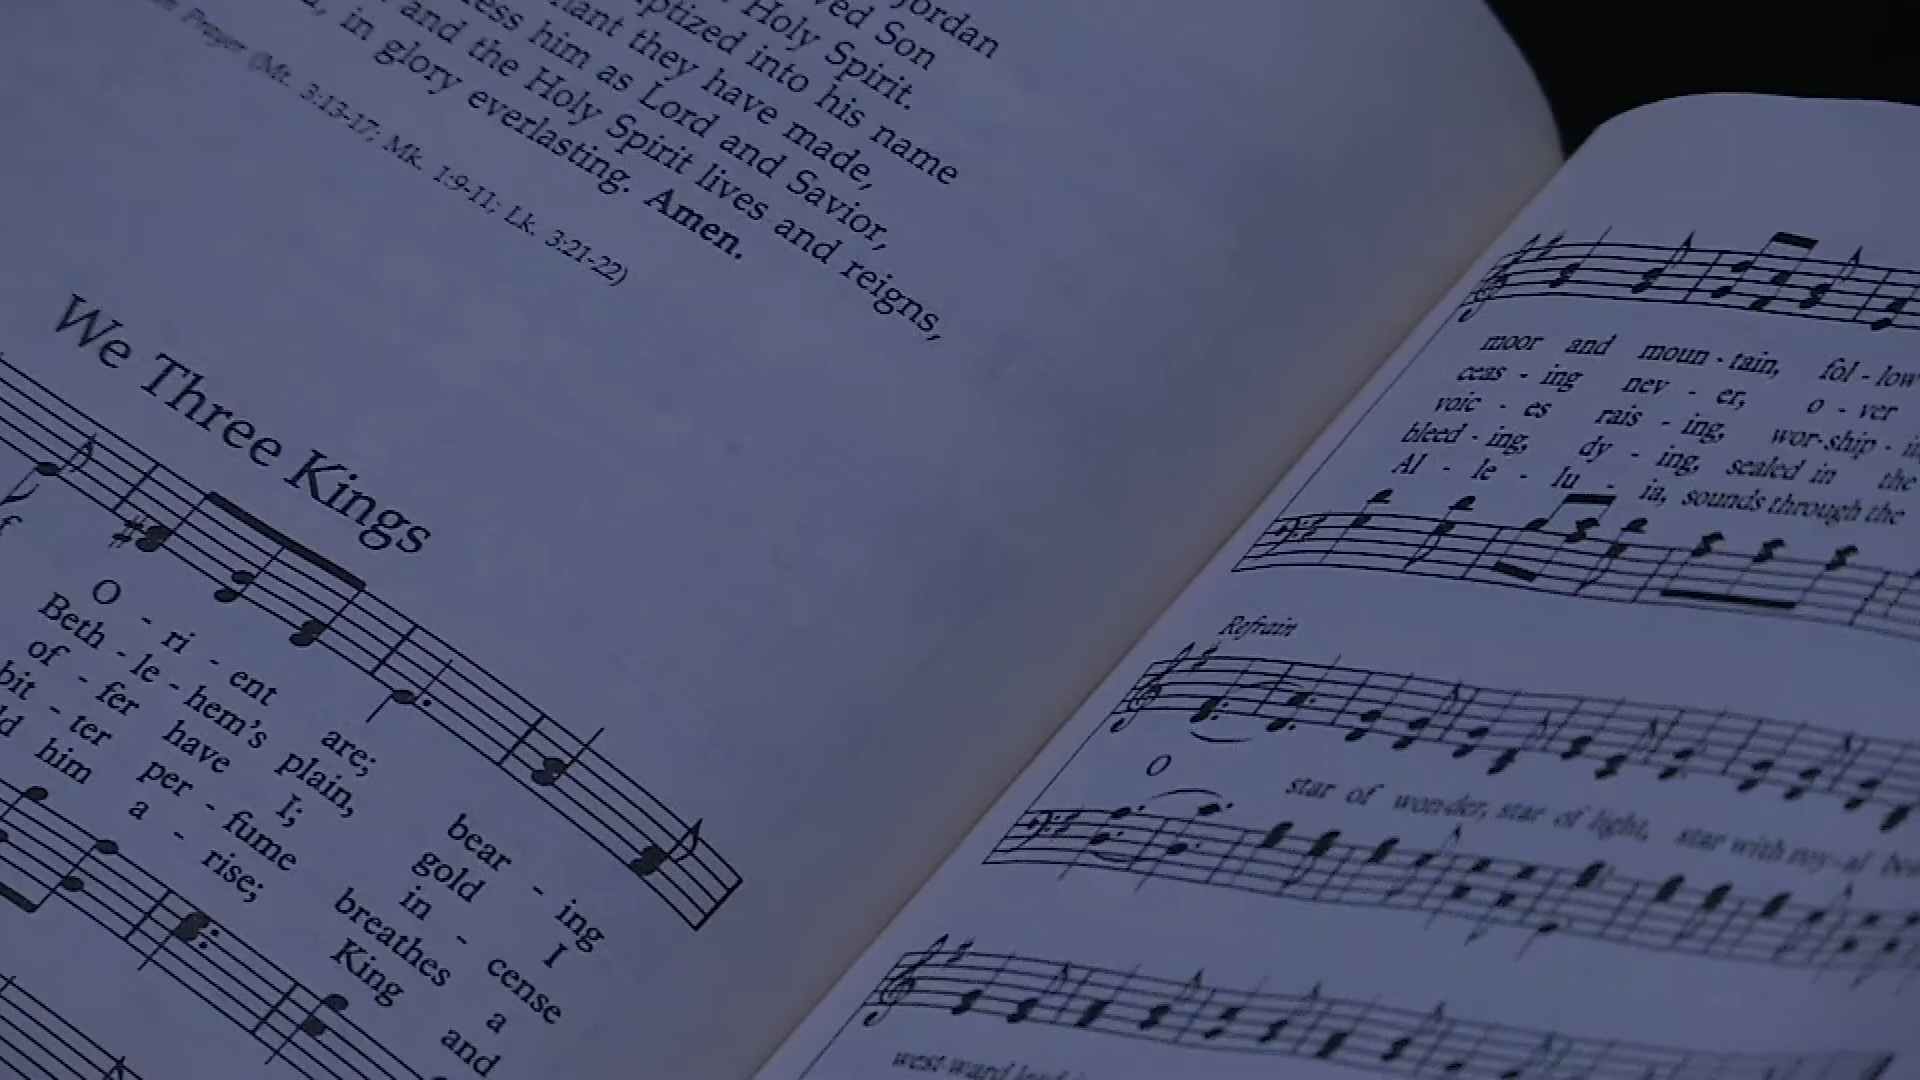 Jordan
ved Son
Holy Spirit.
ptized into his name
nant they have made,
ess him as Lord and Savior,
and the Holy Spirit lives and reigns,
in glory everlasting. Amen.
Prayer (Mt. 3:13-17; Mk. 1:9-11; Lk. 3:21-22)
We Three Kings
f
O - ri - ent are; bear - ing
Beth - le - hem's plain, gold I
of - fer have I; in - cense
bit - ter per - fume breathes a
ld him a - rise; King and
moor and moun - tain, fol - low
ceas - ing nev - er, o - ver
voic - es rais - ing, wor-ship -
bleed - ing, dy - ing, sealed in the
Al - le - lu - ia, sounds through the
Refrain
O star of won-der, star of light, star with roy-al
west-ward